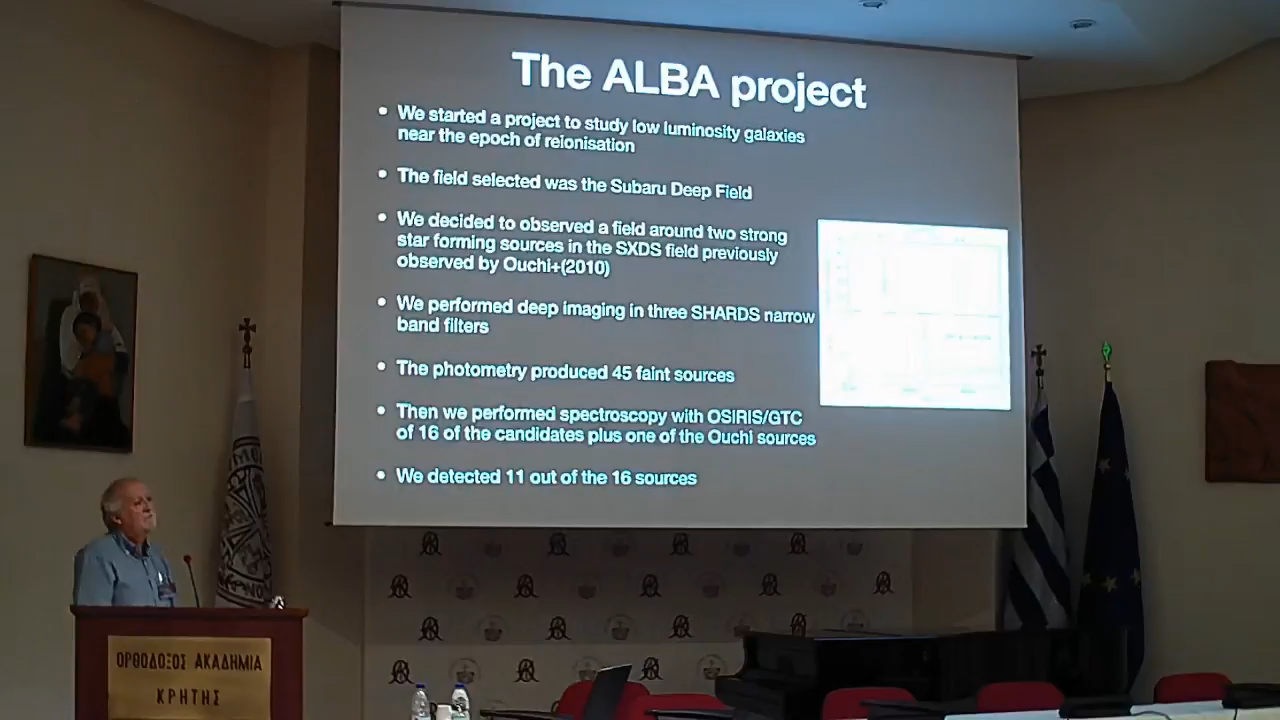 The ALBA project
• We started a project to study low luminosity galaxies
near the epoch of reionisation
• The field selected was the Subaru Deep Field
• We decided to observed a field around two strong
star forming sources in the SXDS field previously
observed by Ouchi+(2010)
• We performed deep imaging in three SHARDS narrow
band filters
• The photometry produced 45 faint sources
• Then we performed spectroscopy with OSIRIS/GTC
of 16 of the candidates plus one of the Ouchi sources
• We detected 11 out of the 16 sources
ΟΡΘΟΔΟΞΟΣ ΑΚΑΔΗΜΙΑ
ΚΡΗΤΗΣ